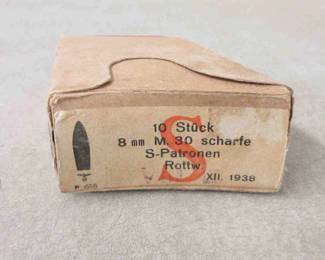 10 Stück
8 mm M. 30 scharfe
S-Patronen
Rottw.
XII. 1938
S